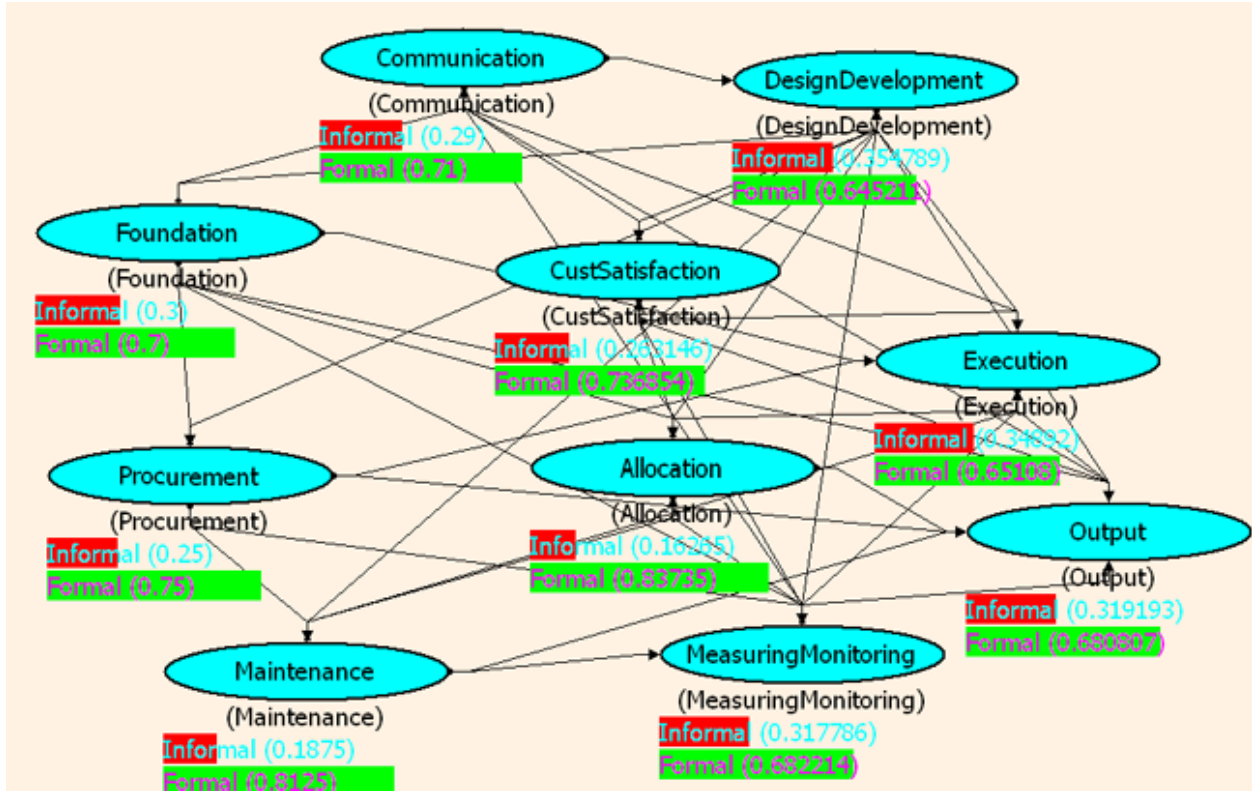 Communication
(Communication)
Informal (0.29)
Formal (0.71)
DesignDevelopment
(DesignDevelopment)
Informal (0.354789)
Formal (0.645211)
Foundation
(Foundation)
Informal (0.3)
Formal (0.7)
CustSatisfaction
(CustSatisfaction)
Informal (0.263146)
Formal (0.736854)
Execution
(Execution)
Informal (0.34892)
Formal (0.65108)
Procurement
(Procurement)
Informal (0.25)
Formal (0.75)
Allocation
(Allocation)
Informal (0.16265)
Formal (0.83735)
Output
(Output)
Informal (0.319193)
Formal (0.680807)
Maintenance
(Maintenance)
Informal (0.1875)
Formal (0.8125)
MeasuringMonitoring
(MeasuringMonitoring)
Informal (0.317786)
Formal (0.682214)